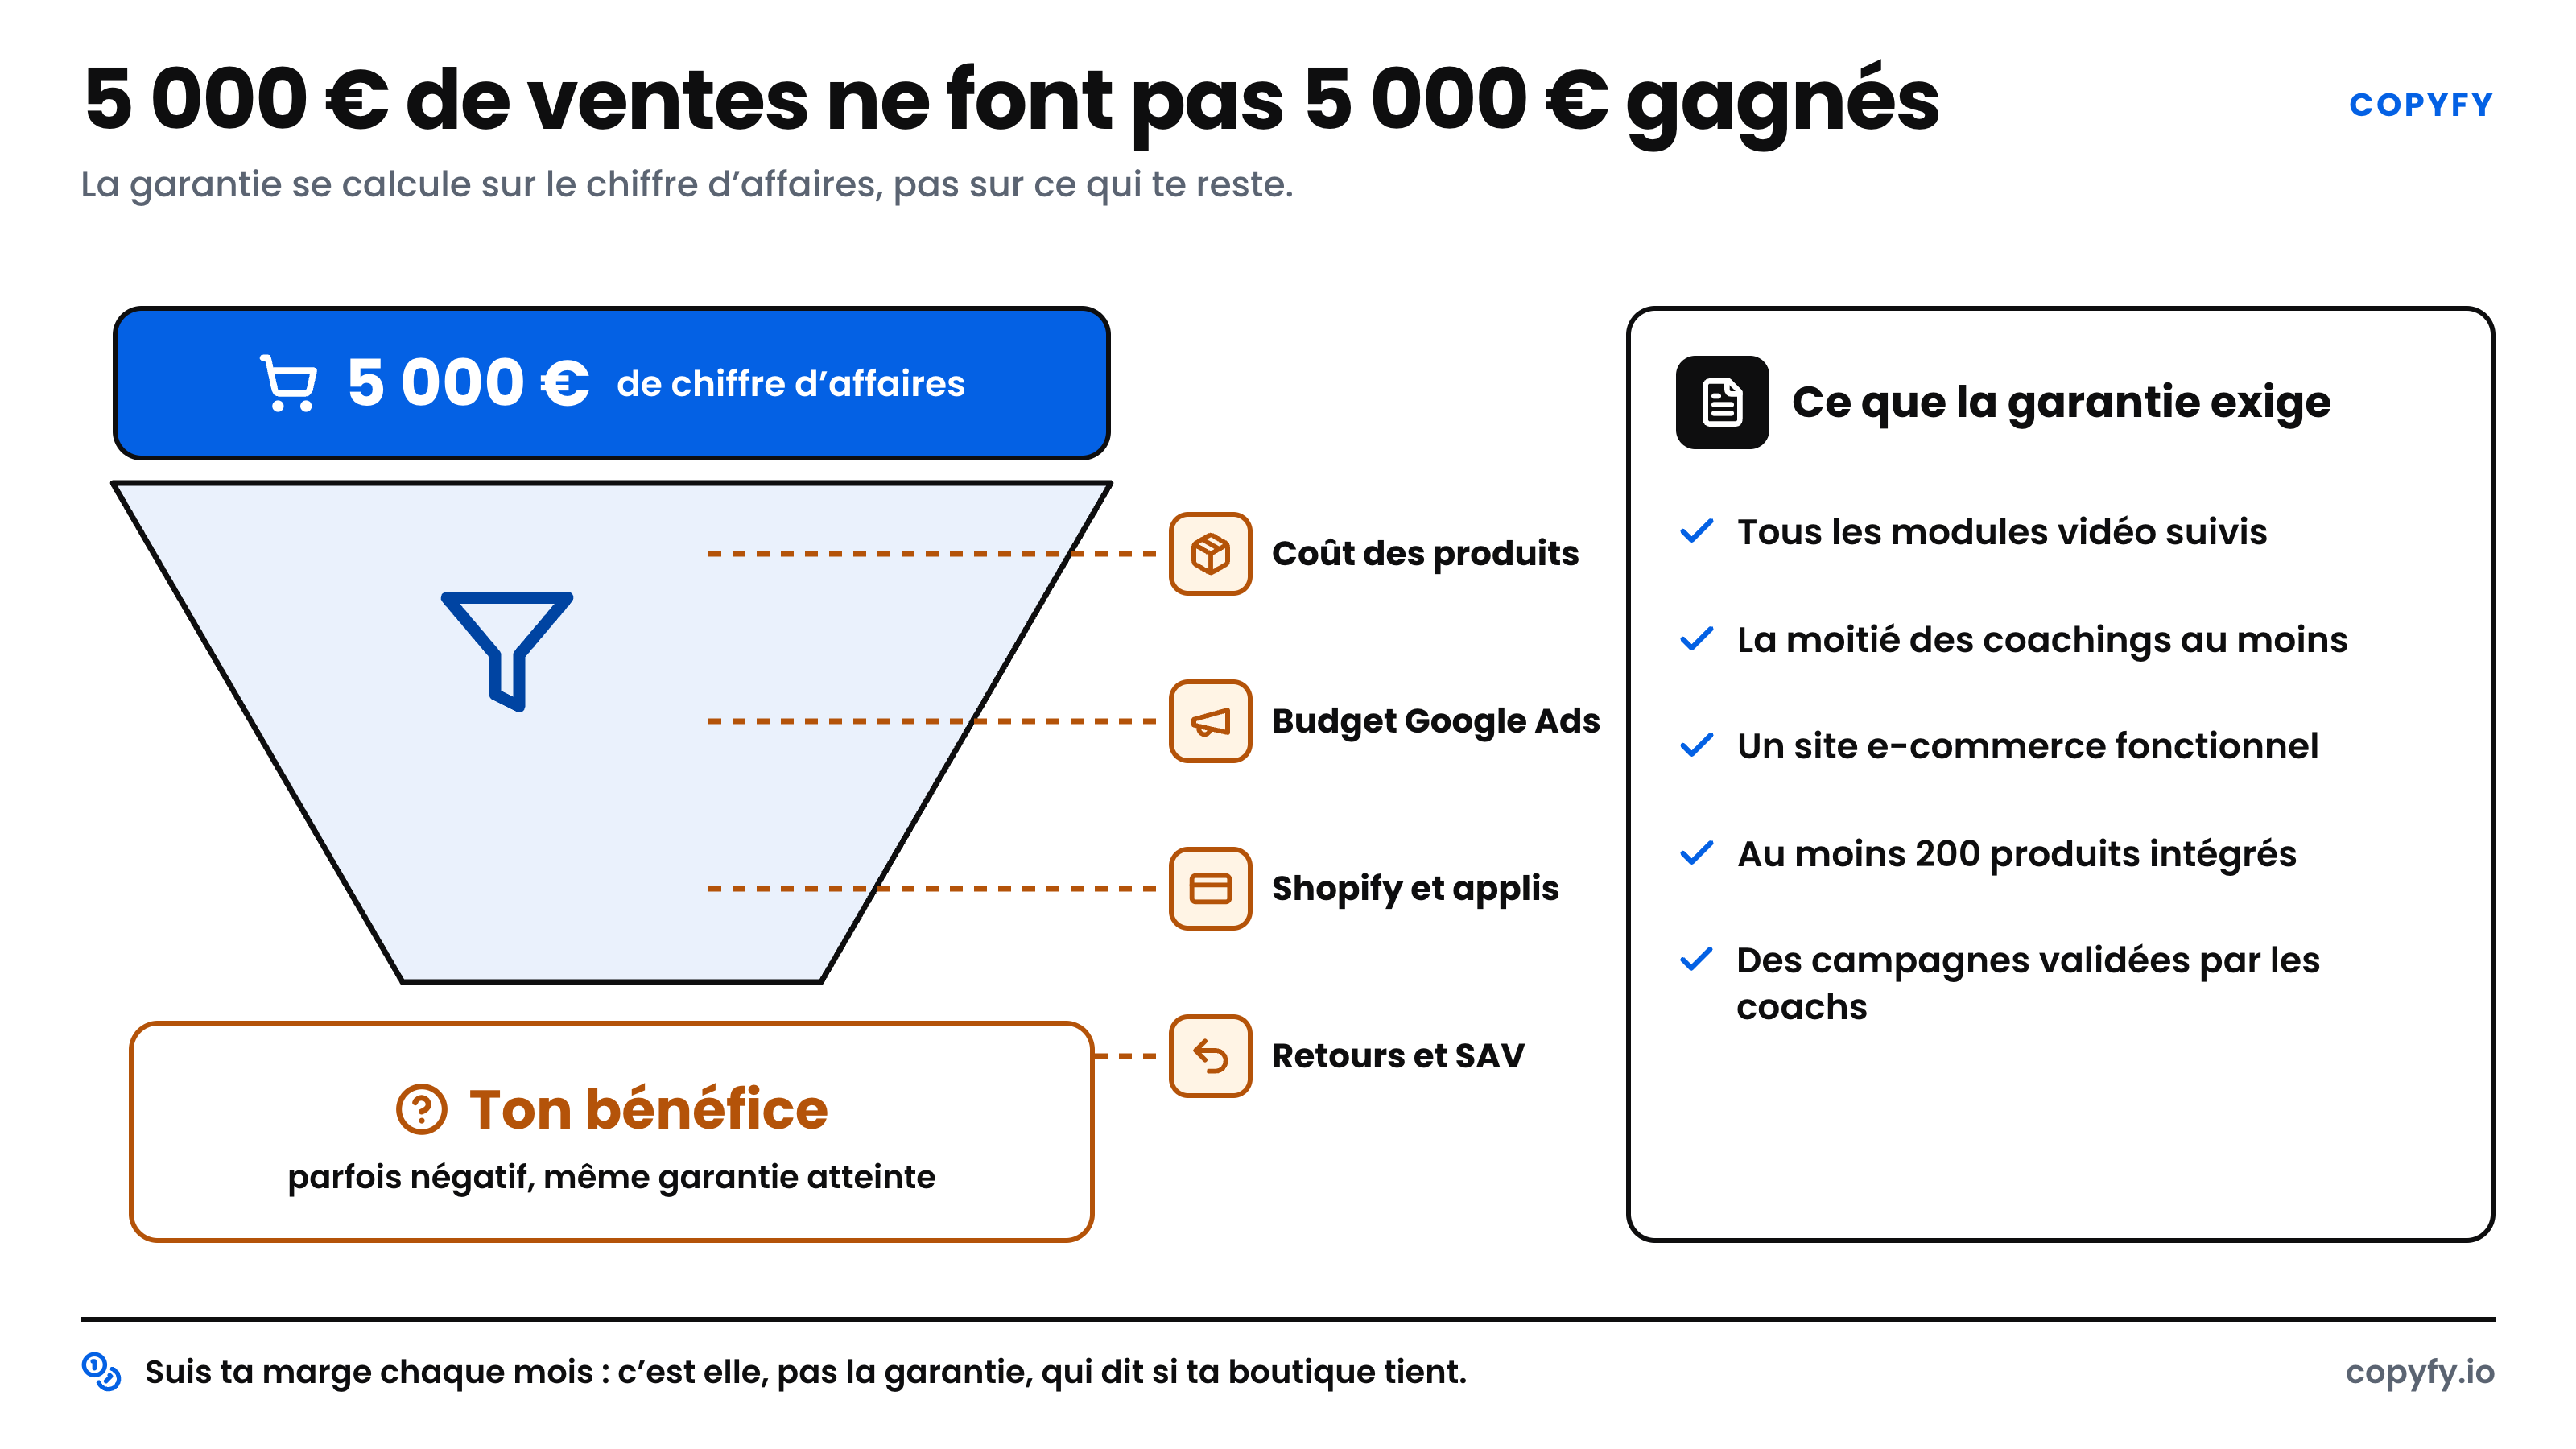 5 000 € de ventes ne font pas 5 000 € gagnés
COPYFY
La garantie se calcule sur le chiffre d’affaires, pas sur ce qui te reste.
5 000 € de chiffre d’affaires
Coût des produits
Budget Google Ads
Shopify et applis
Retours et SAV
Ton bénéfice
parfois négatif, même garantie atteinte
Ce que la garantie exige
Tous les modules vidéo suivis
La moitié des coachings au moins
Un site e-commerce fonctionnel
Au moins 200 produits intégrés
Des campagnes validées par les
coachs
Suis ta marge chaque mois : c’est elle, pas la garantie, qui dit si ta boutique tient.
copyfy.io